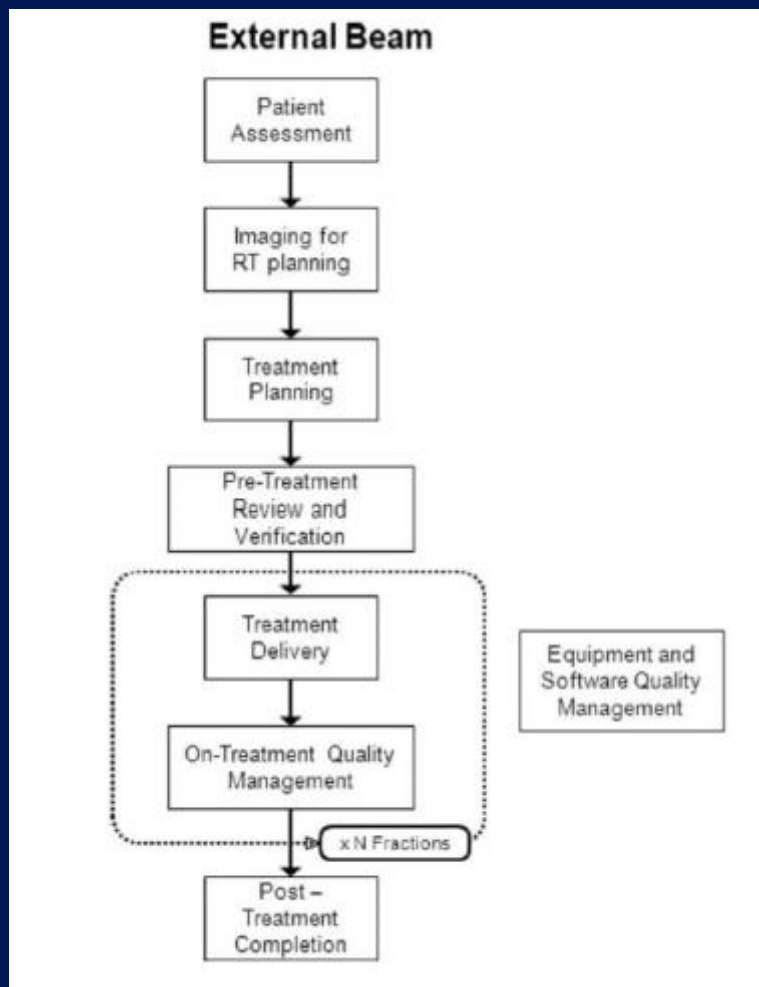 External Beam
Patient
Assessment
Imaging for
RT planning
Treatment
Planning
Pre-Treatment
Review and
Verification
Treatment
Delivery
On-Treatment Quality
Management
Equipment and
Software Quality
Management
x N Fractions
Post –
Treatment
Completion